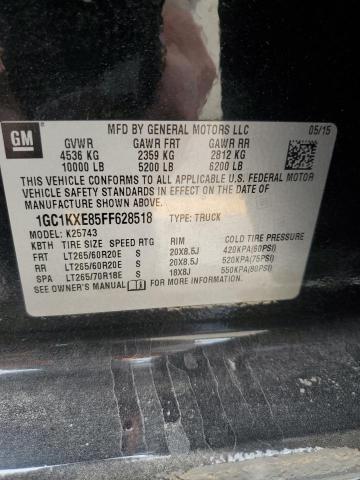 GM
MFD BY GENERAL MOTORS LLC 05/15
GVWR GAWR FRT GAWR RR
4536 KG 2359 KG 2812 KG
10000 LB 5200 LB 6200 LB
THIS VEHICLE CONFORMS TO ALL APPLICABLE U.S. FEDERAL MOTOR
VEHICLE SAFETY STANDARDS IN EFFECT ON THE DATE OF
MANUFACTURE SHOWN ABOVE.
1GC1KXE85FF628518 TYPE: TRUCK
MODEL: K25743
KBTH TIRE SIZE SPEED RTG RIM COLD TIRE PRESSURE
FRT LT265/60R20E S 20X8.5J 420KPA(60PSI)
RR LT265/60R20E S 20X8.5J 520KPA(75PSI)
SPA LT265/70R18E S 18X8J 550KPA(80PSI)
SEE OWNER'S MANUAL FOR ADDITIONAL INFORMATION.